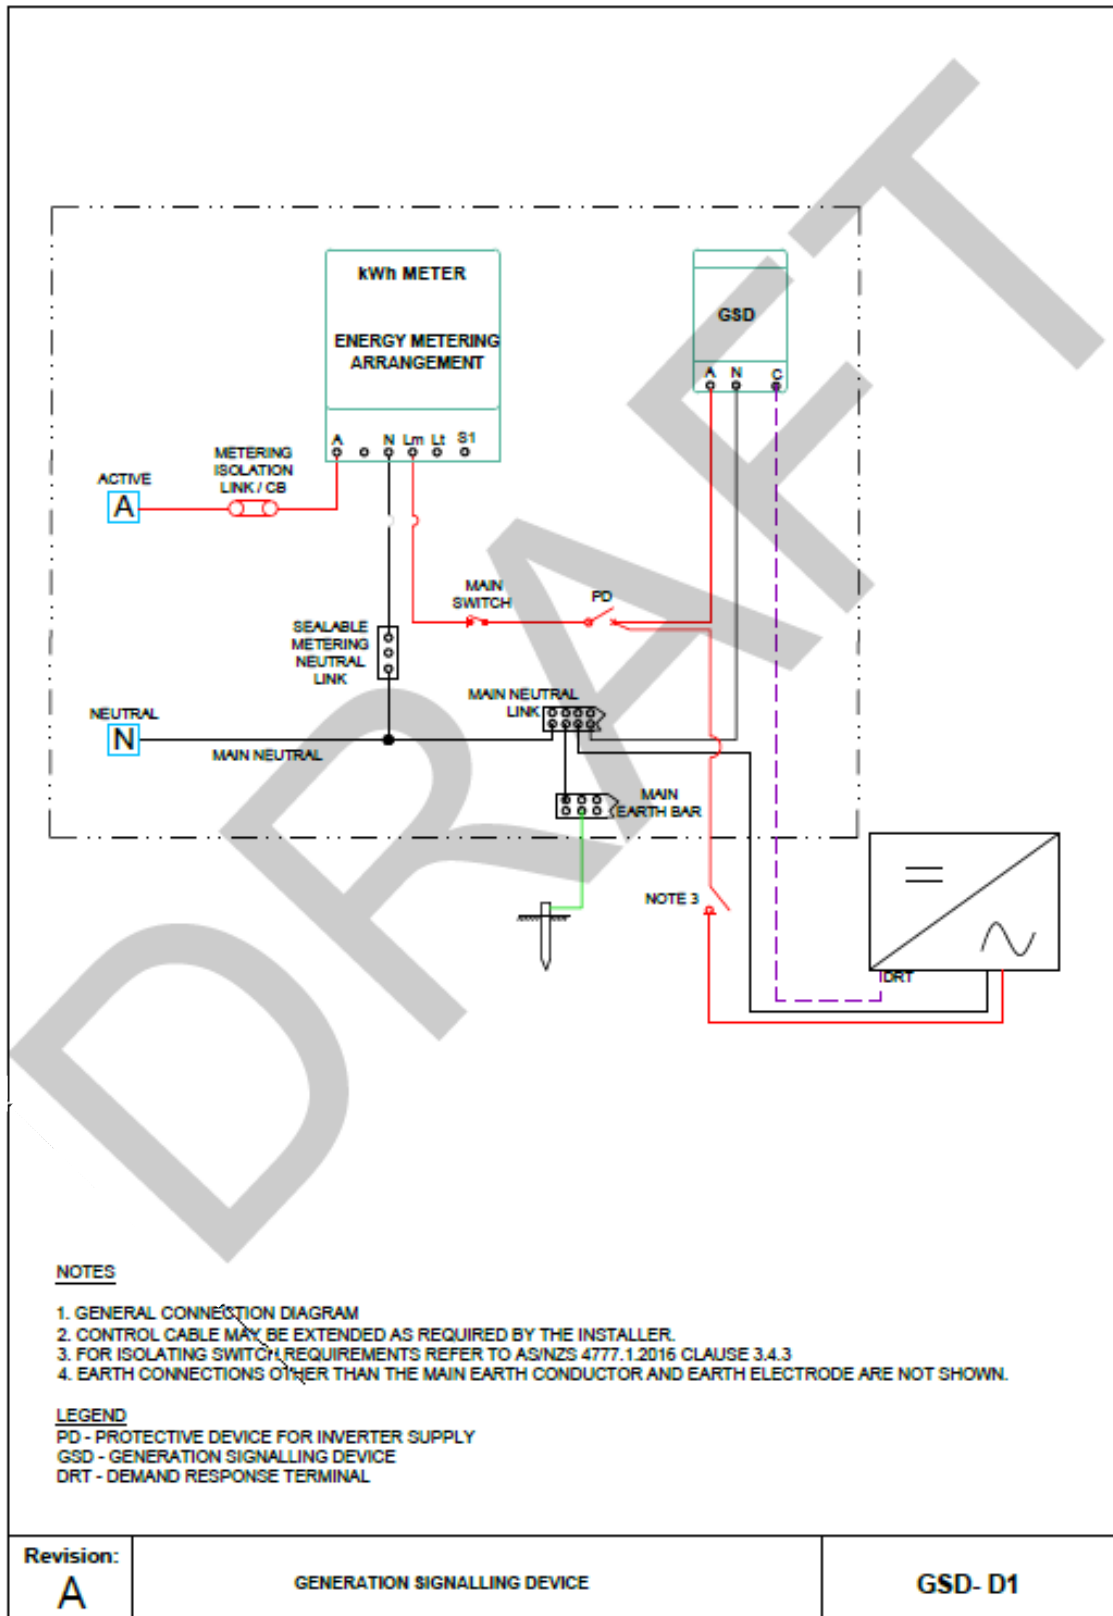 DRAFT
kWh METER
ENERGY METERING
ARRANGEMENT
A N Lm Lt S1
GSD
A N C
METERING
ISOLATION
LINK / CB
ACTIVE
A
MAIN
SWITCH
PD
SEALABLE
METERING
NEUTRAL
LINK
NEUTRAL
N
MAIN NEUTRAL
MAIN NEUTRAL
LINK
MAIN
EARTH BAR
NOTE 3
DRT
NOTES
1. GENERAL CONNECTION DIAGRAM
2. CONTROL CABLE MAY BE EXTENDED AS REQUIRED BY THE INSTALLER.
3. FOR ISOLATING SWITCH REQUIREMENTS REFER TO AS/NZS 4777.1.2016 CLAUSE 3.4.3
4. EARTH CONNECTIONS OTHER THAN THE MAIN EARTH CONDUCTOR AND EARTH ELECTRODE ARE NOT SHOWN.
LEGEND
PD - PROTECTIVE DEVICE FOR INVERTER SUPPLY
GSD - GENERATION SIGNALLING DEVICE
DRT - DEMAND RESPONSE TERMINAL
Revision:
A
GENERATION SIGNALLING DEVICE
GSD- D1